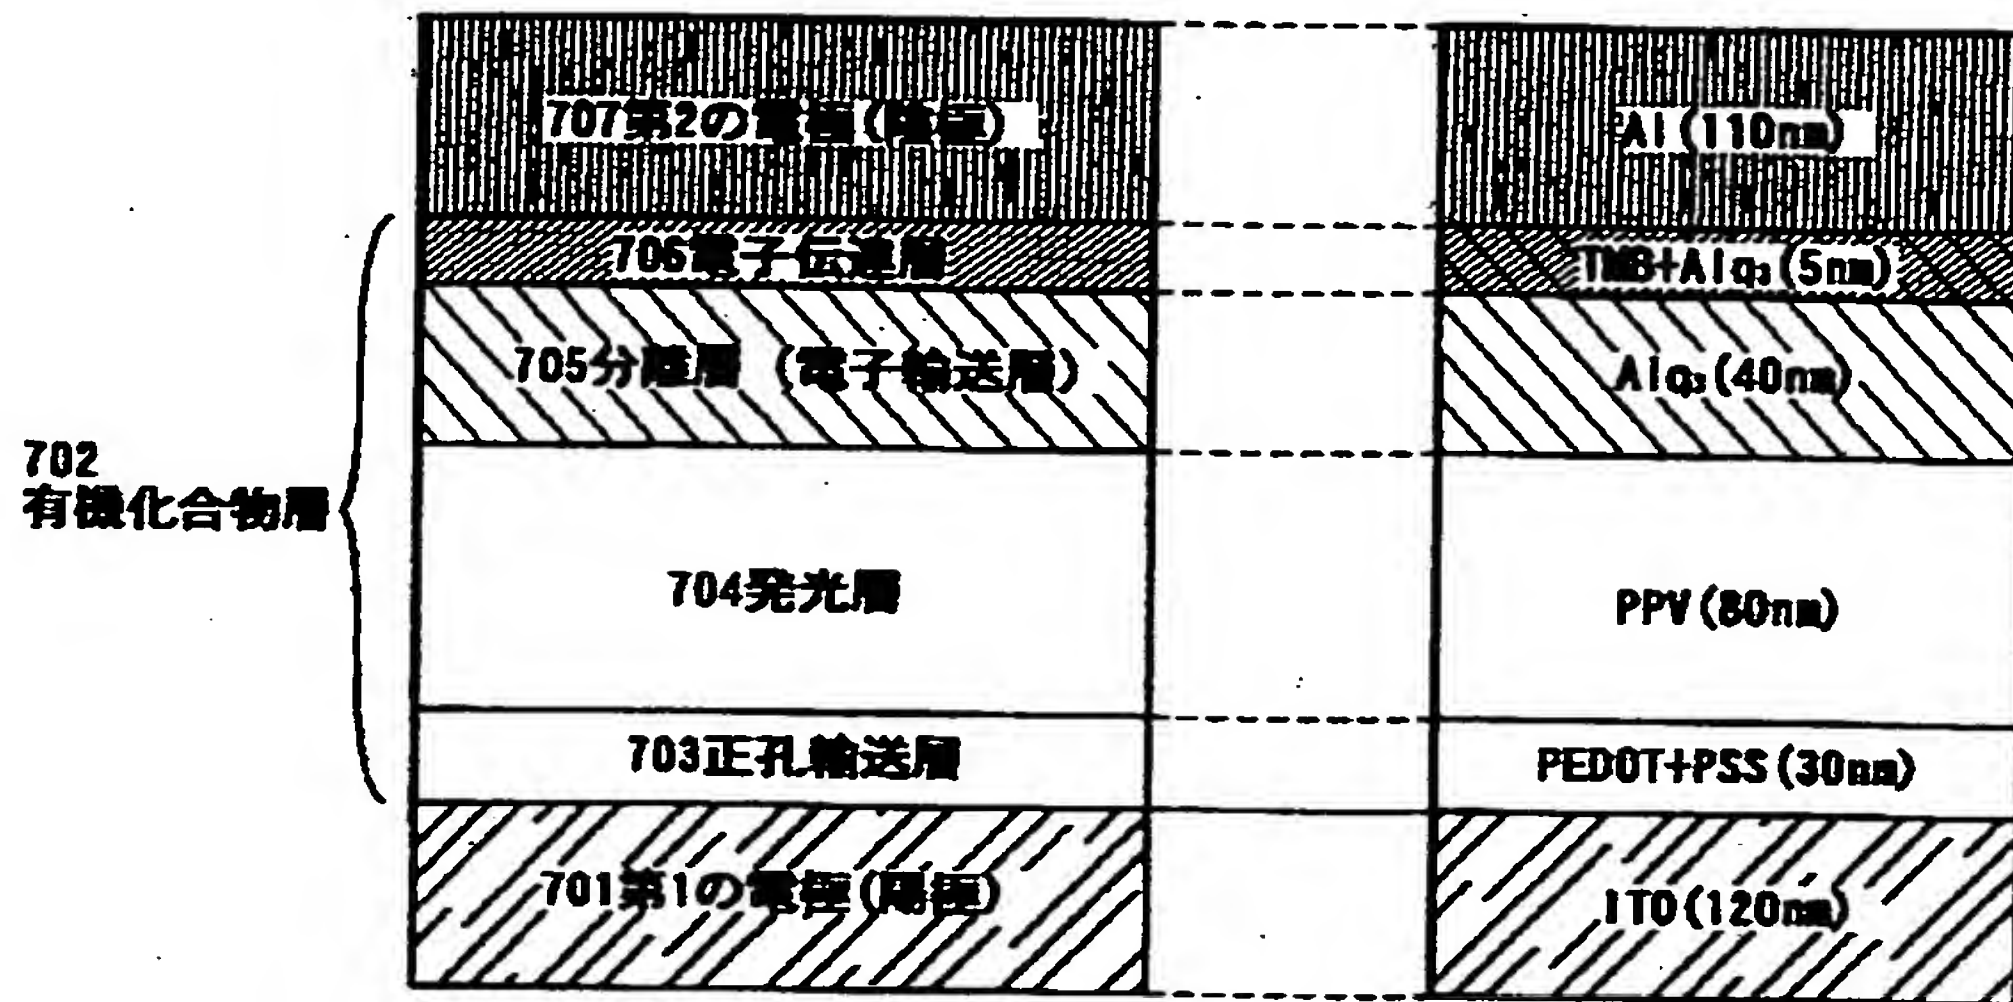 707第2の電極(陰極)
706電子伝達層
705分離層 (電子輸送層)
702
有機化合物層
704発光層
703正孔輸送層
701第1の電極(陽極)
Al(110nm)
TMB+Alq₃(5nm)
Alq₃(40nm)
PPV(80nm)
PEDOT+PSS(30nm)
ITO(120nm)